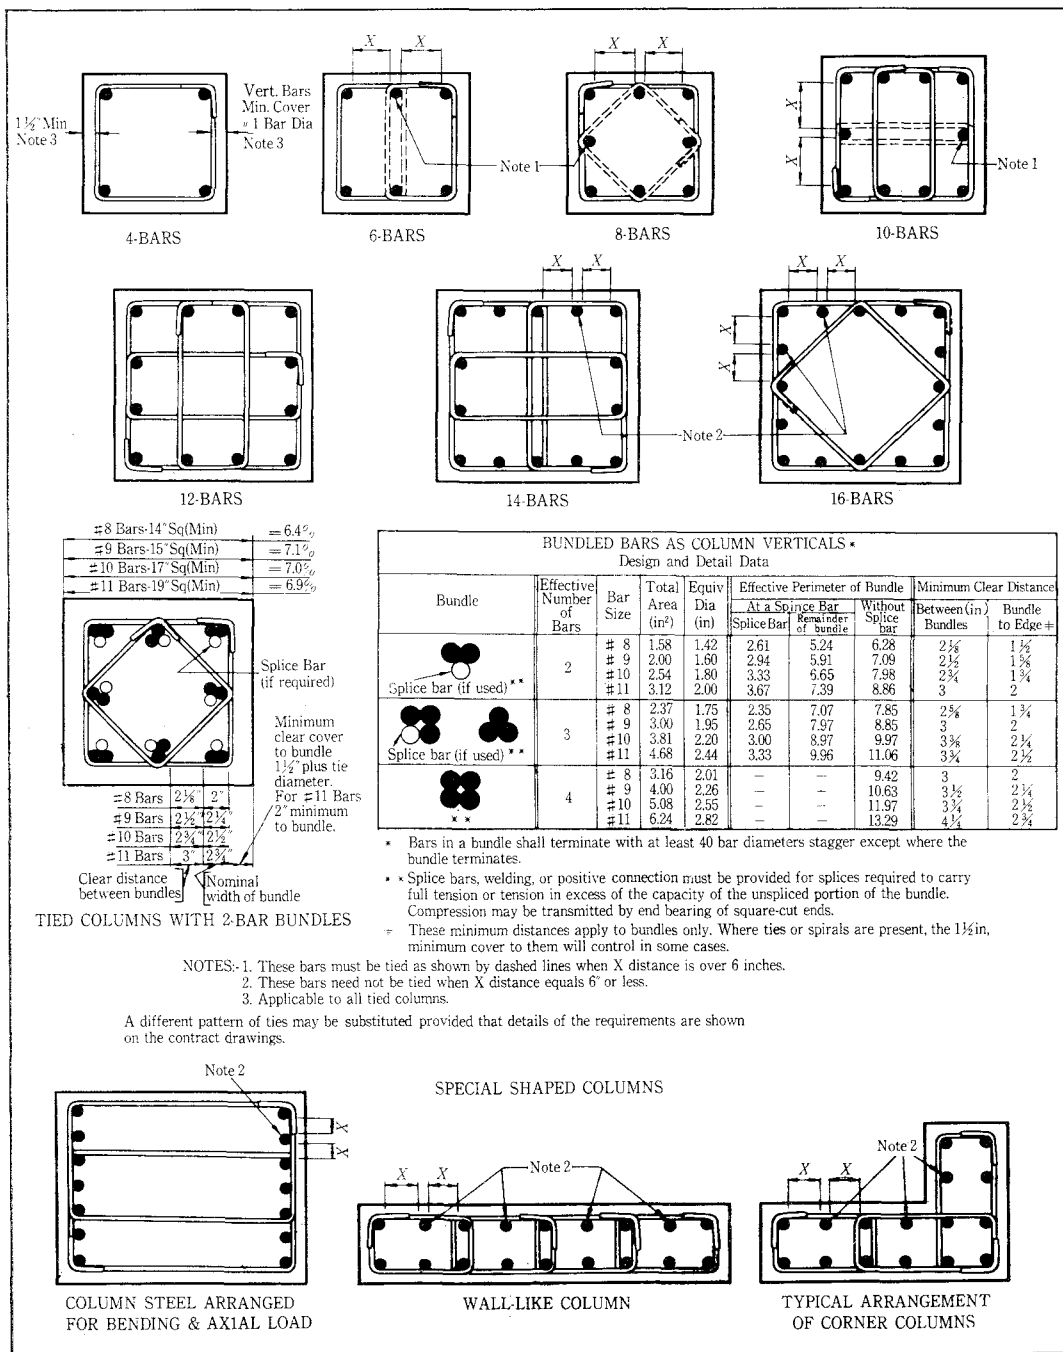 X X
X X
X
X
1½" Min
Note 3
Vert. Bars
Min. Cover
= 1 Bar Dia
Note 3
Note 1
Note 1
4-BARS
6-BARS
8-BARS
10-BARS
X X
X X
X
X
Note 2
12-BARS
14-BARS
16-BARS
#8 Bars-14"Sq(Min) =6.4%
#9 Bars-15"Sq(Min) =7.1%
#10 Bars-17"Sq(Min) =7.0%
#11 Bars-19"Sq(Min) =6.9%
Splice Bar
(if required)
Minimum
clear cover
to bundle
1½" plus tie
diameter.
For #11 Bars
2" minimum
to bundle.
#8 Bars 2⅛" 2"
#9 Bars 2½" 2¼"
#10 Bars 2¾" 2½"
#11 Bars 3" 2¾"
Clear distance
between bundles
Nominal
width of bundle
TIED COLUMNS WITH 2-BAR BUNDLES
BUNDLED BARS AS COLUMN VERTICALS *
Design and Detail Data
Bundle
Effective Number of Bars
Bar Size
Total Area (in²)
Equiv Dia (in)
Effective Perimeter of Bundle
At a Spince Bar
Splice Bar
Remainder of bundle
Without Splice bar
Minimum Clear Distance
Between (in) Bundles
Bundle to Edge ‡
Splice bar (if used) **
2
# 8 1.58 1.42 2.61 5.24 6.28 2⅛ 1½
# 9 2.00 1.60 2.94 5.91 7.09 2½ 1⅝
#10 2.54 1.80 3.33 6.65 7.98 2¾ 1¾
#11 3.12 2.00 3.67 7.39 8.86 3 2
Splice bar (if used) **
3
# 8 2.37 1.75 2.35 7.07 7.85 2⅝ 1¾
# 9 3.00 1.95 2.65 7.97 8.85 3 2
#10 3.81 2.20 3.00 8.97 9.97 3⅜ 2¼
#11 4.68 2.44 3.33 9.96 11.06 3¾ 2½
**
4
# 8 3.16 2.01 — — 9.42 3 2
# 9 4.00 2.26 — — 10.63 3½ 2¼
#10 5.08 2.55 — — 11.97 3¾ 2½
#11 6.24 2.82 — — 13.29 4¼ 2¾
* Bars in a bundle shall terminate with at least 40 bar diameters stagger except where the
bundle terminates.
* * Splice bars, welding, or positive connection must be provided for splices required to carry
full tension or tension in excess of the capacity of the unspliced portion of the bundle.
Compression may be transmitted by end bearing of square-cut ends.
‡ These minimum distances apply to bundles only. Where ties or spirals are present, the 1½in,
minimum cover to them will control in some cases.
NOTES:- 1. These bars must be tied as shown by dashed lines when X distance is over 6 inches.
2. These bars need not be tied when X distance equals 6" or less.
3. Applicable to all tied columns.
A different pattern of ties may be substituted provided that details of the requirements are shown
on the contract drawings.
SPECIAL SHAPED COLUMNS
Note 2
X
X
X X
Note 2
X X
Note 2
COLUMN STEEL ARRANGED
FOR BENDING & AXIAL LOAD
WALL-LIKE COLUMN
TYPICAL ARRANGEMENT
OF CORNER COLUMNS